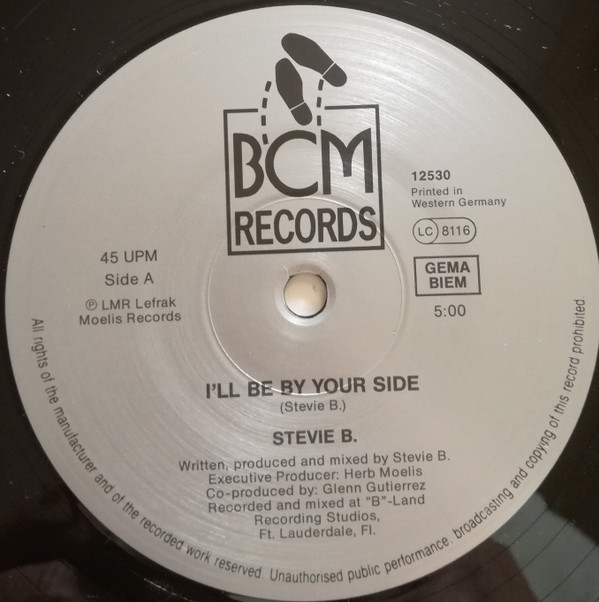 BCM
RECORDS
12530
Printed in
Western Germany
LC 8116
GEMA
BIEM
5:00
45 UPM
Side A
℗ LMR Lefrak
Moelis Records
I'LL BE BY YOUR SIDE
(Stevie B.)
STEVIE B.
Written, produced and mixed by Stevie B.
Executive Producer: Herb Moelis
Co-produced by: Glenn Gutierrez
Recorded and mixed at "B"-Land
Recording Studios,
Ft. Lauderdale, Fl.
All rights of the manufacturer and of the recorded work reserved. Unauthorised public performance. broadcasting and copying of this record prohibited.